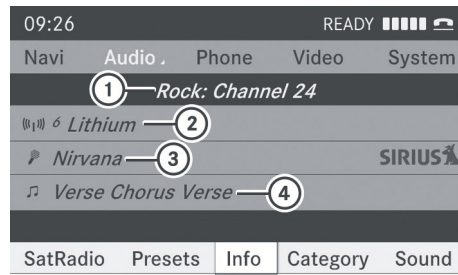 09:26 READY
Navi Audio Phone Video System
1 Rock: Channel 24
6 Lithium 2
Nirvana 3 SIRIUS
Verse Chorus Verse 4
SatRadio Presets Info Category Sound